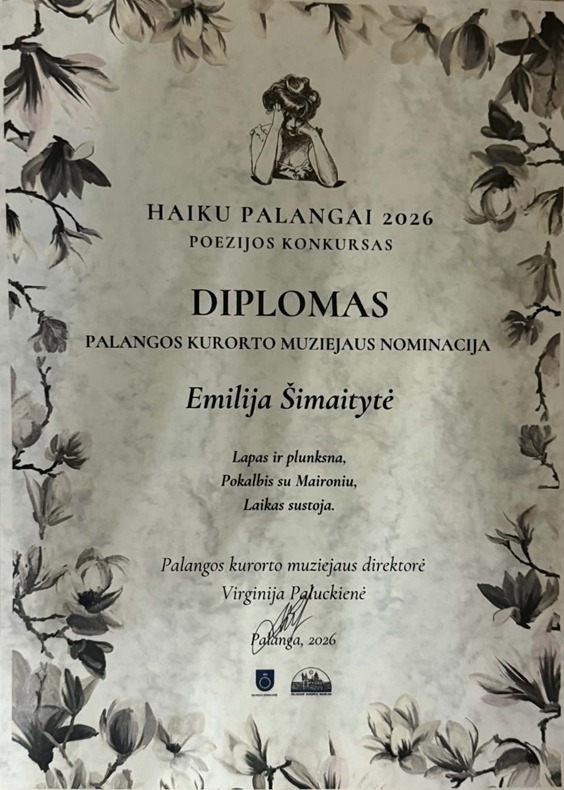 HAIKU PALANGAI 2026
POEZIJOS KONKURSAS
DIPLOMAS
PALANGOS KURORTO MUZIEJAUS NOMINACIJA
Emilija Šimaitytė
Lapas ir plunksna,
Pokalbis su Maironiu,
Laikas sustoja.
Palangos kurorto muziejaus direktorė
Virginija Paluckienė
Palanga, 2026